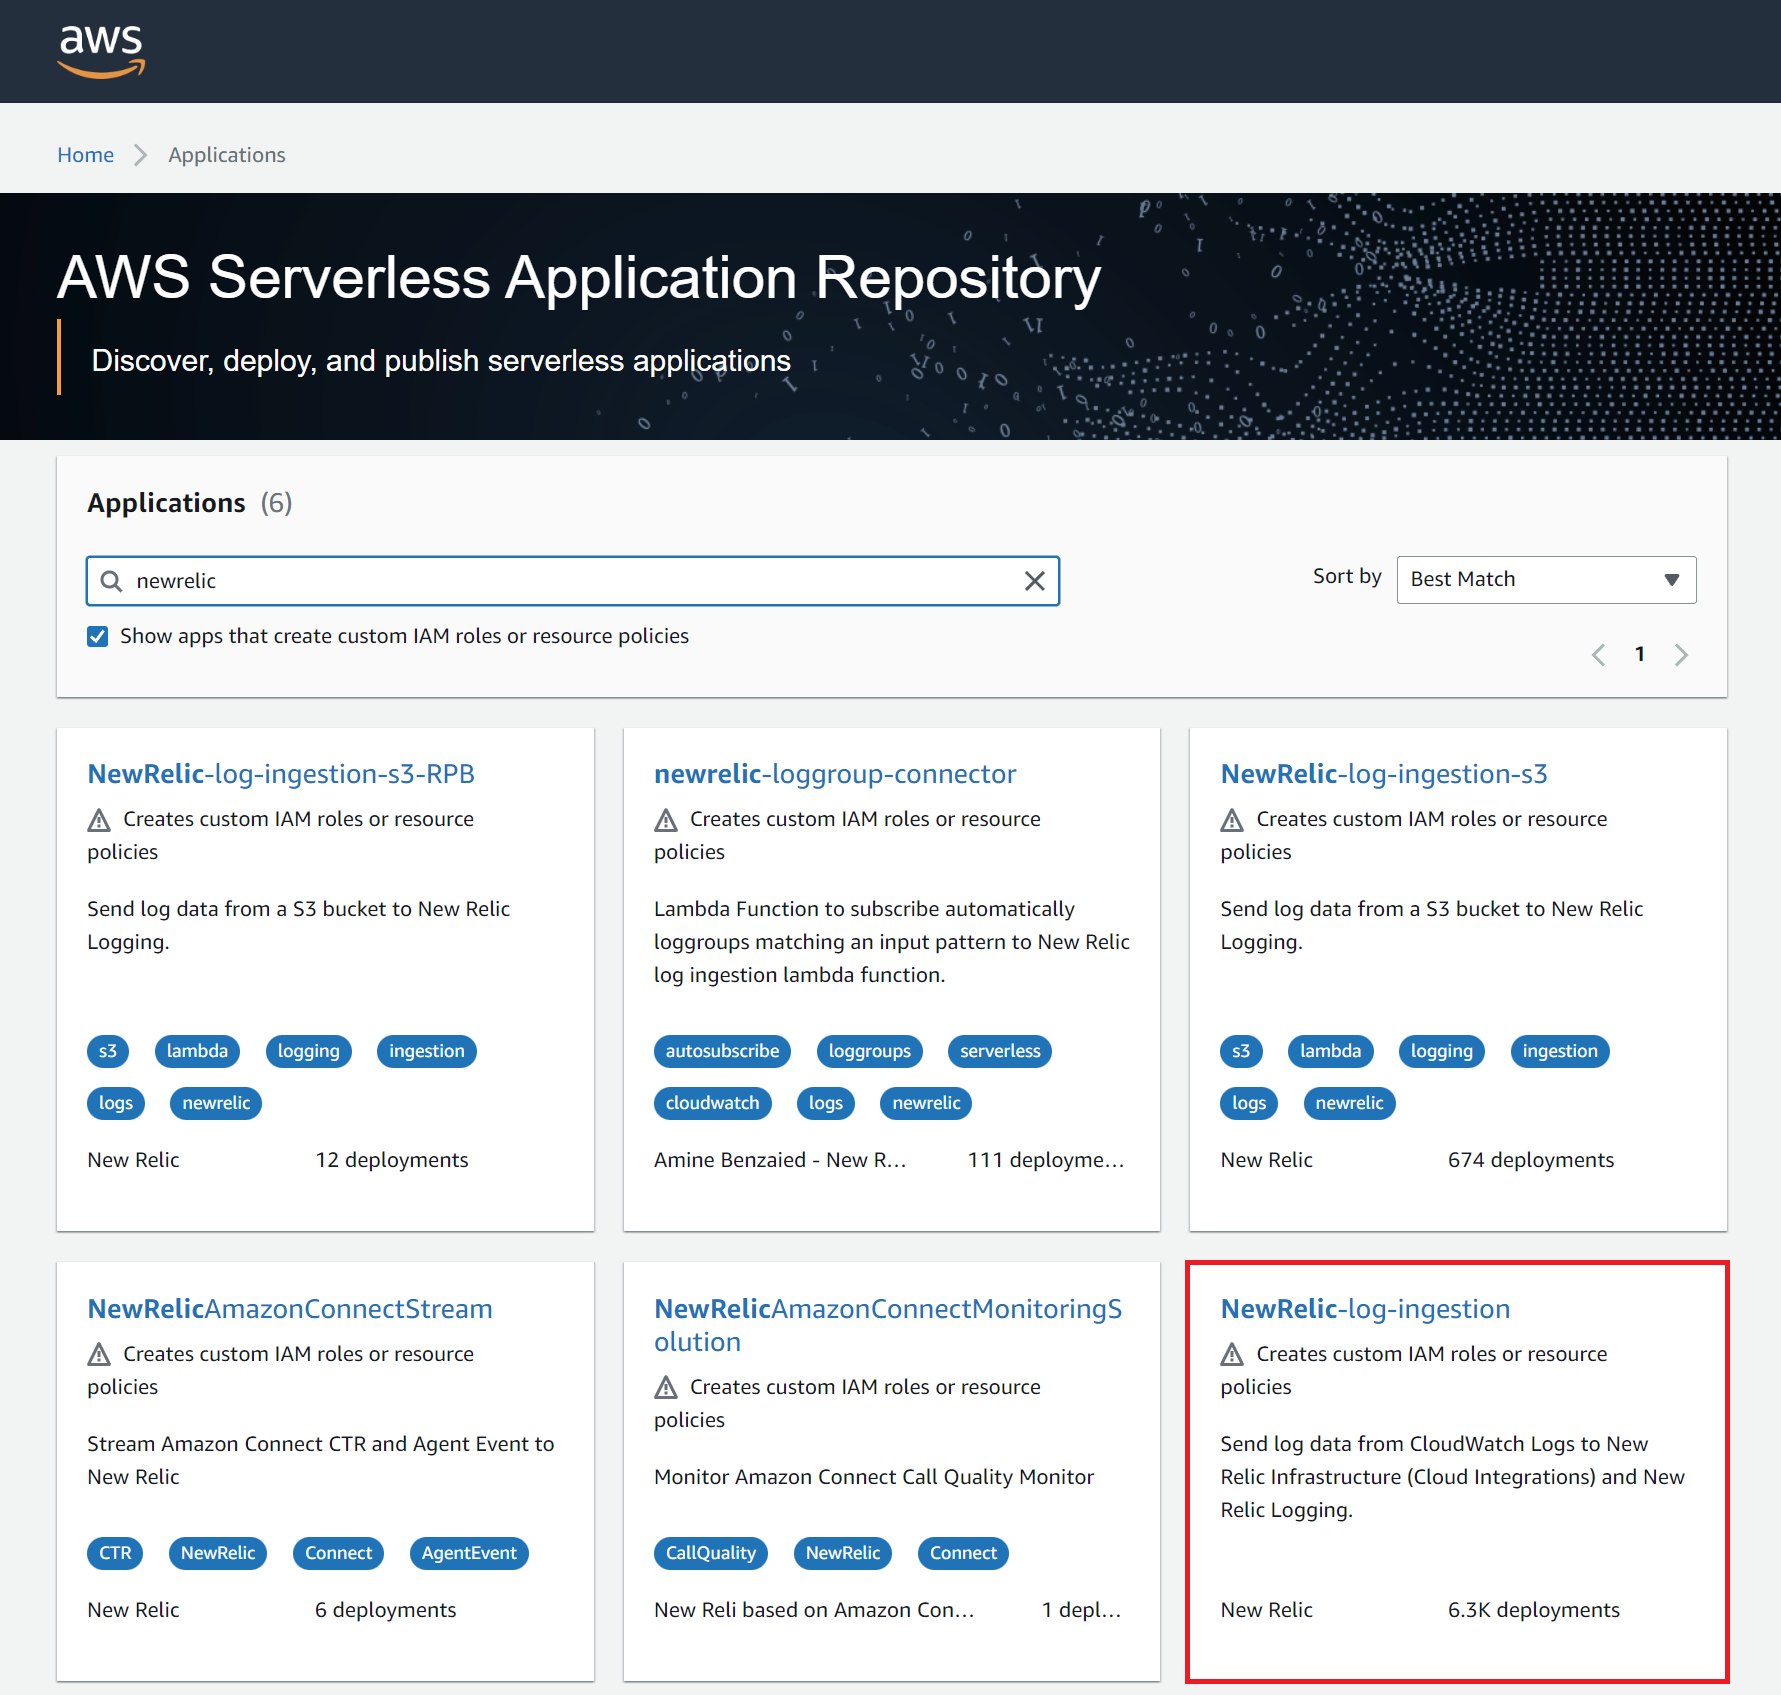 aws
Home
Applications
AWS Serverless Application Repository
Discover, deploy, and publish serverless applications
Applications (6)
newrelic
Sort by
Best Match
Show apps that create custom IAM roles or resource policies
1
NewRelic-log-ingestion-s3-RPB
Creates custom IAM roles or resource
policies
Send log data from a S3 bucket to New Relic
Logging.
s3 lambda logging ingestion
logs newrelic
New Relic 12 deployments
newrelic-loggroup-connector
Creates custom IAM roles or resource
policies
Lambda Function to subscribe automatically
loggroups matching an input pattern to New Relic
log ingestion lambda function.
autosubscribe loggroups serverless
cloudwatch logs newrelic
Amine Benzaied - New R... 111 deployme...
NewRelic-log-ingestion-s3
Creates custom IAM roles or resource
policies
Send log data from a S3 bucket to New Relic
Logging.
s3 lambda logging ingestion
logs newrelic
New Relic 674 deployments
NewRelicAmazonConnectStream
Creates custom IAM roles or resource
policies
Stream Amazon Connect CTR and Agent Event to
New Relic
CTR NewRelic Connect AgentEvent
New Relic 6 deployments
NewRelicAmazonConnectMonitoringS
olution
Creates custom IAM roles or resource
policies
Monitor Amazon Connect Call Quality Monitor
CallQuality NewRelic Connect
New Reli based on Amazon Con... 1 depl...
NewRelic-log-ingestion
Creates custom IAM roles or resource
policies
Send log data from CloudWatch Logs to New
Relic Infrastructure (Cloud Integrations) and New
Relic Logging.
New Relic 6.3K deployments